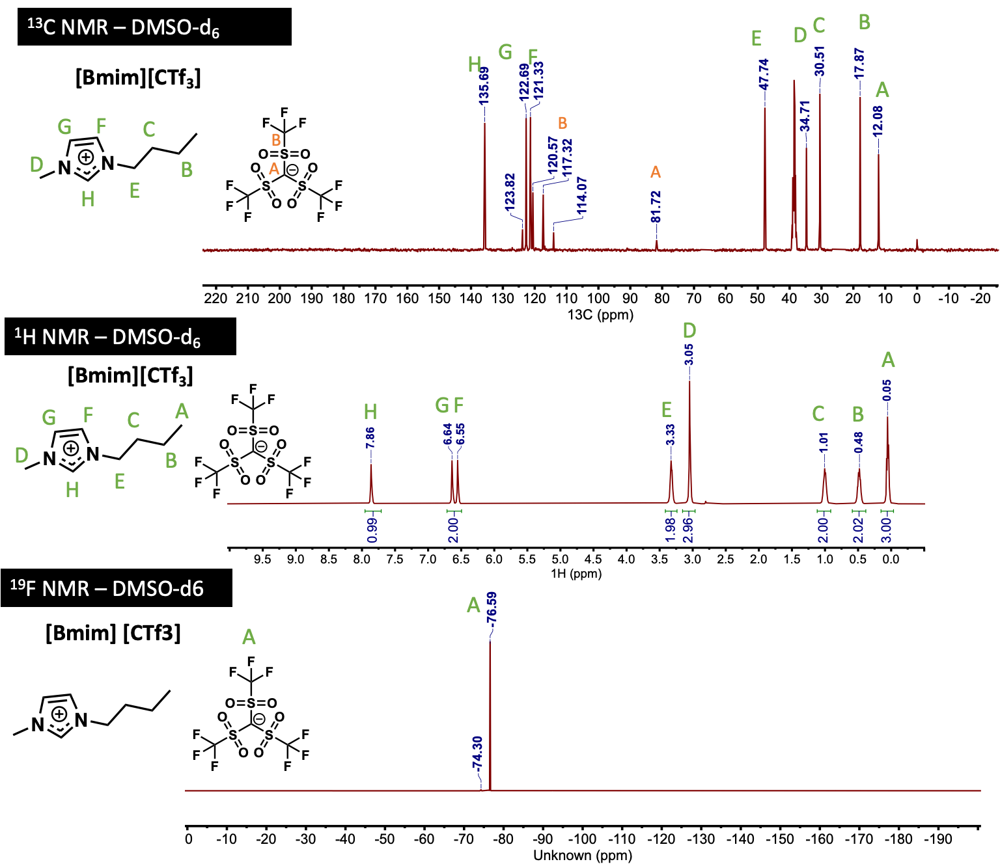 ¹³C NMR – DMSO-d₆
[Bmim][CTf₃]
H
G
F
E
D
C
B
A
135.69
122.69
121.33
123.82
120.57
117.32
114.07
B
A
81.72
47.74
34.71
30.51
17.87
12.08
G F C
D N N B
H E
F
F F
B
O=S=O
O A ⊖ O
F S S F
F O O F
F F
220 210 200 190 180 170 160 150 140 130 120 110 100 90 80 70 60 50 40 30 20 10 0 -10 -20
13C (ppm)
¹H NMR – DMSO-d₆
[Bmim][CTf₃]
G F C A
D N N B
H E
F
F F
O=S=O
O ⊖ O
F S S F
F O O F
F F
H
G F
E
D
C
B
A
7.86
6.64
6.55
3.33
3.05
1.01
0.48
0.05
0.99
2.00
1.98
2.96
2.00
2.02
3.00
9.5 9.0 8.5 8.0 7.5 7.0 6.5 6.0 5.5 5.0 4.5 4.0 3.5 3.0 2.5 2.0 1.5 1.0 0.5 0.0
1H (ppm)
¹⁹F NMR – DMSO-d6
[Bmim] [CTf3]
A
N N
F
F F
O=S=O
O ⊖ O
F S S F
F O O F
F F
A
-74.30
-76.59
0 -10 -20 -30 -40 -50 -60 -70 -80 -90 -100 -110 -120 -130 -140 -150 -160 -170 -180 -190
Unknown (ppm)